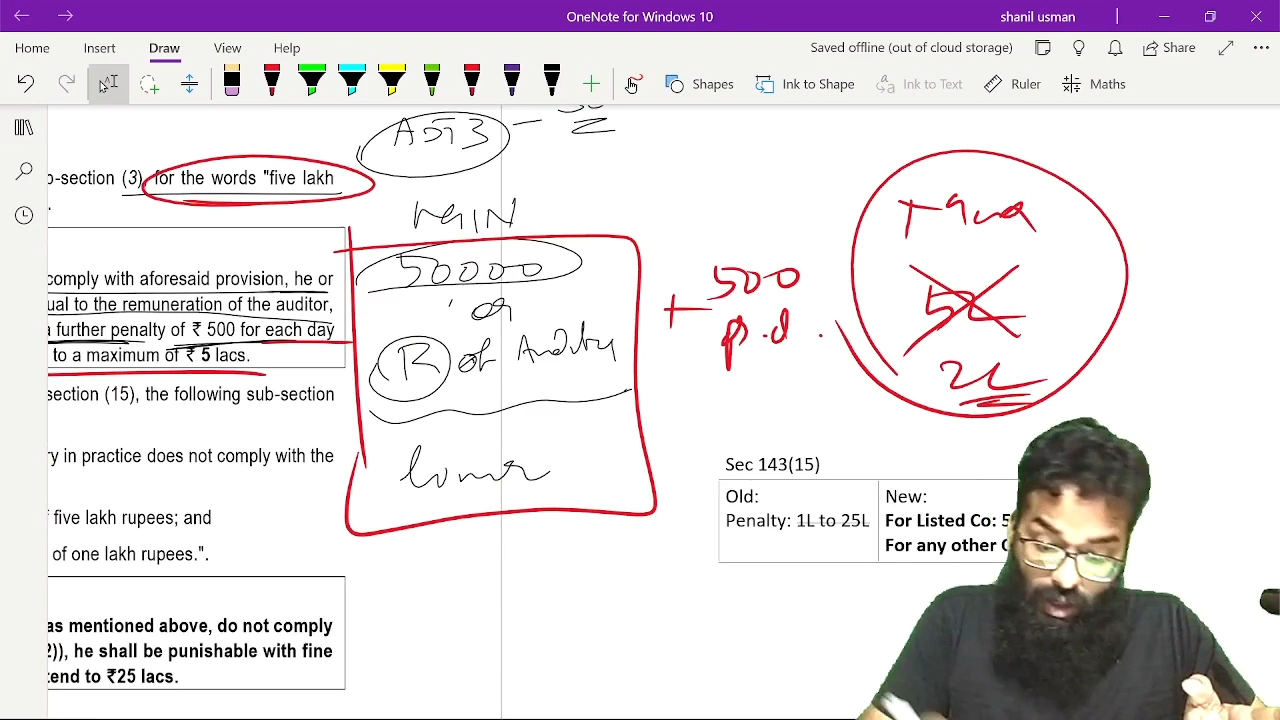 OneNote for Windows 10
shanil usman
Home Insert Draw View Help
Saved offline (out of cloud storage)
Share
Shapes
Ink to Shape
Ink to Text
Ruler
Maths
ADT3 -
b-section (3), for the words "five lakh
MIN
50000
or
R of Auditor
lower
+ 500
p.d.
+ max
5L
2L
comply with aforesaid provision, he or
ual to the remuneration of the auditor,
a further penalty of ₹ 500 for each day
to a maximum of ₹ 5 lacs.
section (15), the following sub-section
ry in practice does not comply with the
f five lakh rupees; and
of one lakh rupees.".
as mentioned above, do not comply
2)), he shall be punishable with fine
tend to ₹25 lacs.
Sec 143(15)
Old:
Penalty: 1L to 25L
New:
For Listed Co: 5
For any other